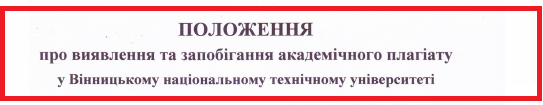 ПОЛОЖЕННЯ
про виявлення та запобігання академічного плагіату
у Вінницькому національному технічному університеті